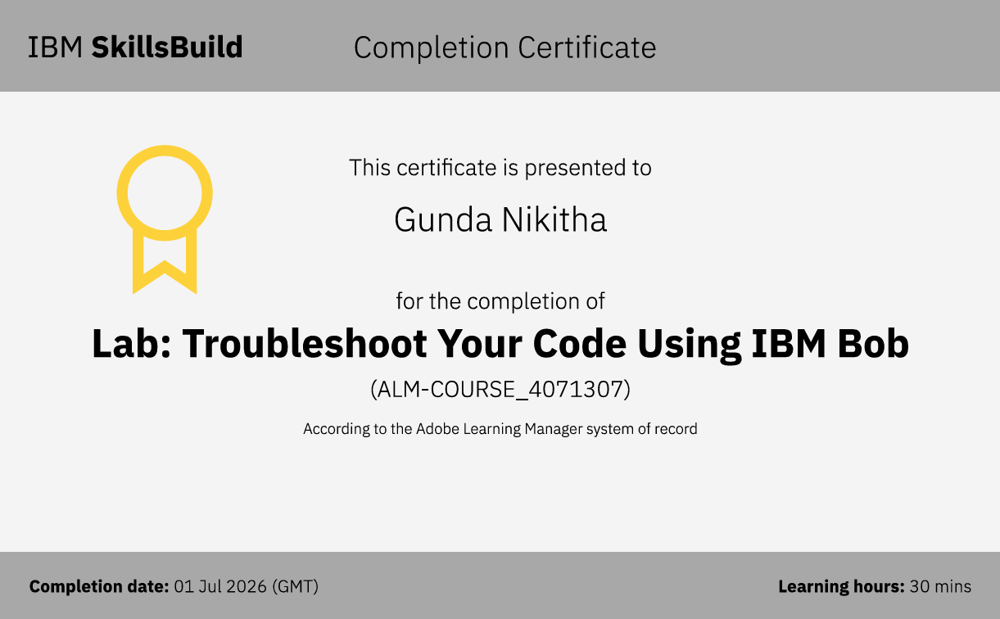 IBM SkillsBuild
Completion Certificate
This certificate is presented to
Gunda Nikitha
for the completion of
Lab: Troubleshoot Your Code Using IBM Bob
(ALM-COURSE_4071307)
According to the Adobe Learning Manager system of record
Completion date: 01 Jul 2026 (GMT)
Learning hours: 30 mins